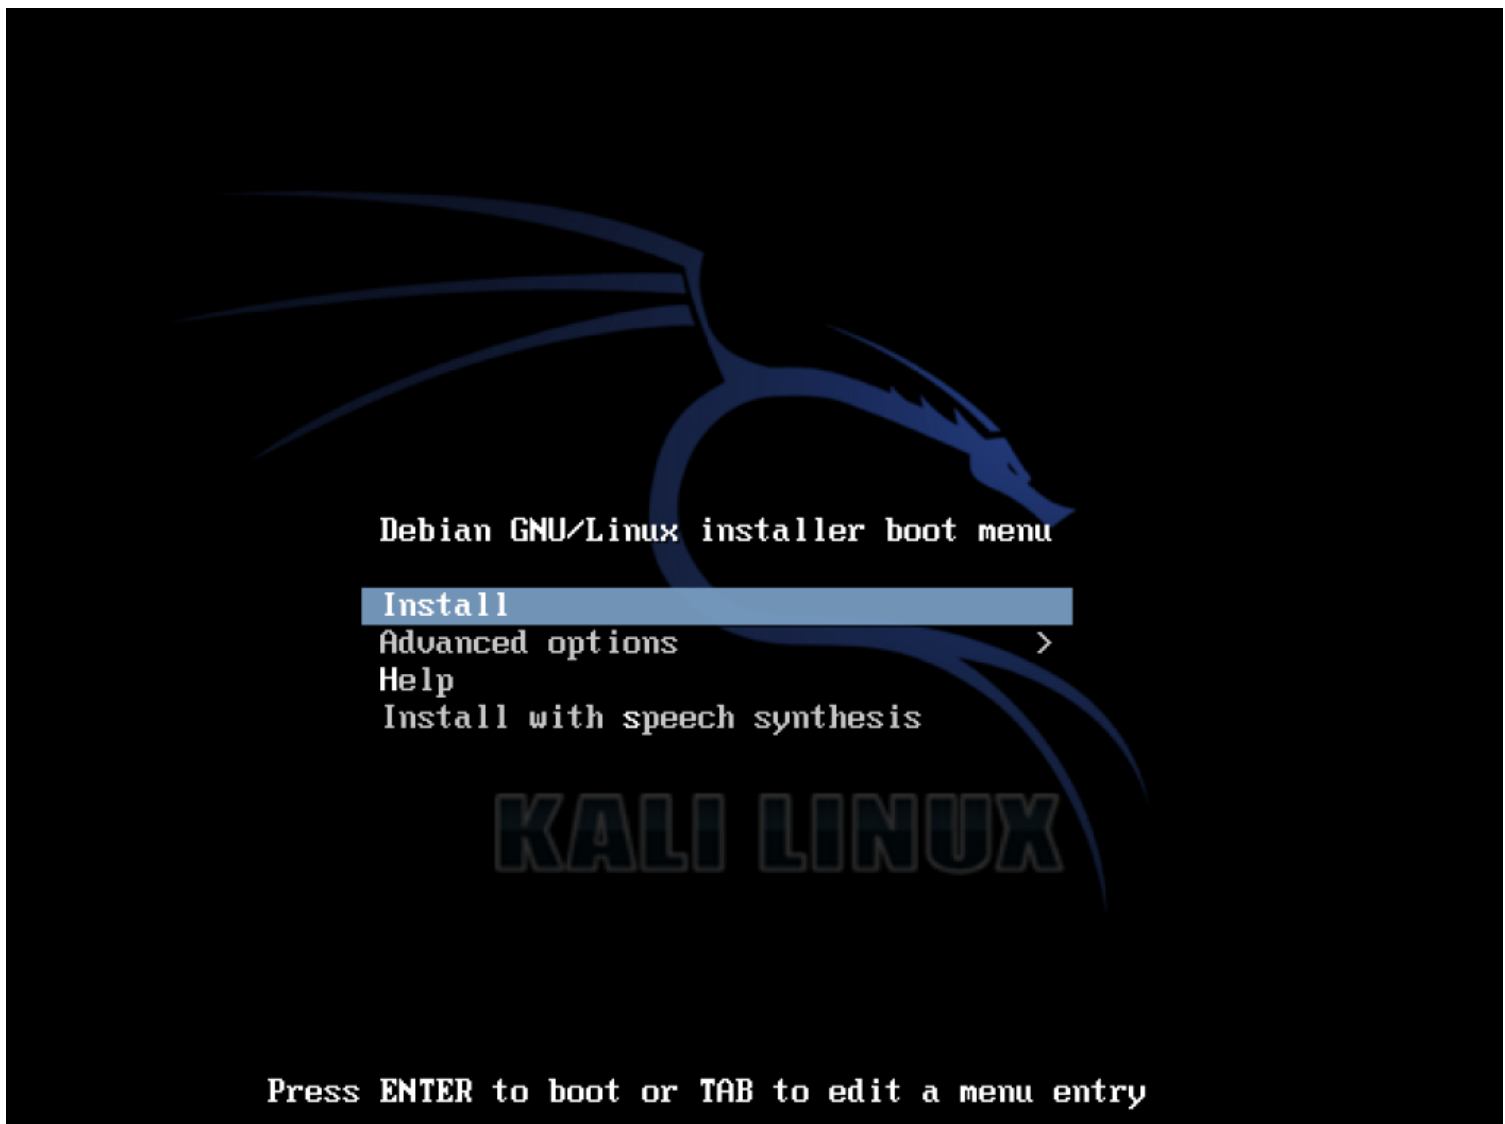 Debian GNU/Linux installer boot menu
Install
Advanced options >
Help
Install with speech synthesis
KALI LINUX
Press ENTER to boot or TAB to edit a menu entry